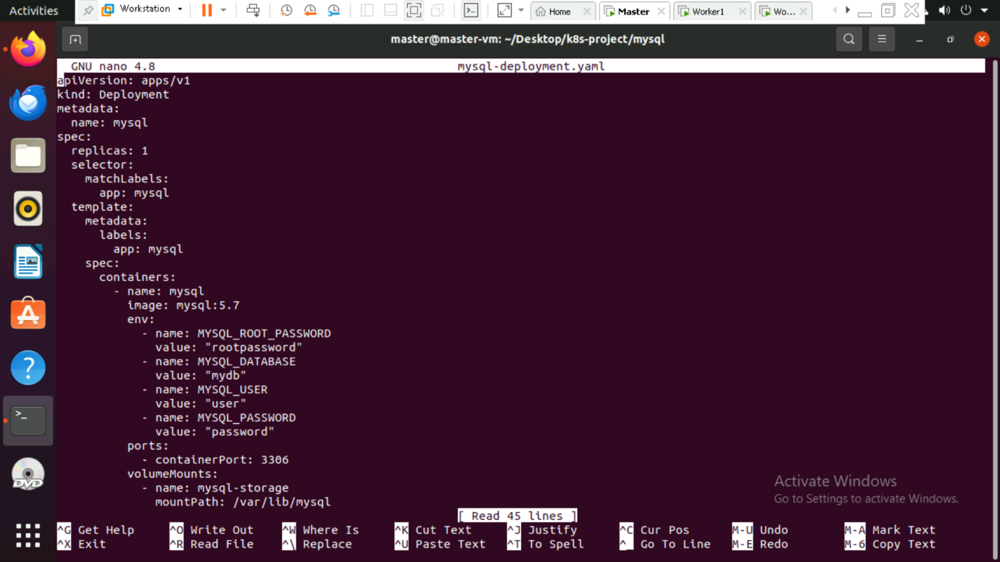 Activities
Workstation
Home
Master
Worker1
Wo...
master@master-vm: ~/Desktop/k8s-project/mysql
GNU nano 4.8 mysql-deployment.yaml
apiVersion: apps/v1
kind: Deployment
metadata:
  name: mysql
spec:
  replicas: 1
  selector:
    matchLabels:
      app: mysql
  template:
    metadata:
      labels:
        app: mysql
    spec:
      containers:
        - name: mysql
          image: mysql:5.7
          env:
            - name: MYSQL_ROOT_PASSWORD
              value: "rootpassword"
            - name: MYSQL_DATABASE
              value: "mydb"
            - name: MYSQL_USER
              value: "user"
            - name: MYSQL_PASSWORD
              value: "password"
          ports:
            - containerPort: 3306
          volumeMounts:
            - name: mysql-storage
              mountPath: /var/lib/mysql
Activate Windows
Go to Settings to activate Windows.
[ Read 45 lines ]
^G Get Help ^O Write Out ^W Where Is ^K Cut Text ^J Justify ^C Cur Pos M-U Undo M-A Mark Text
^X Exit ^R Read File ^\ Replace ^U Paste Text ^T To Spell ^_ Go To Line M-E Redo M-6 Copy Text
DVD